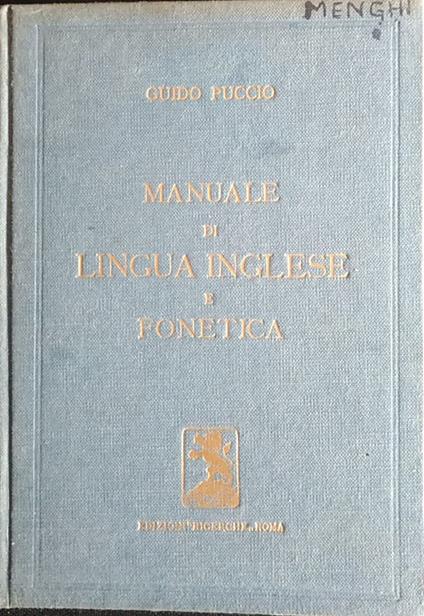 MENGHI
GUIDO PUCCIO
MANUALE
DI
LINGUA INGLESE
E
FONETICA
EDIZIONI "RICERCHE" ROMA